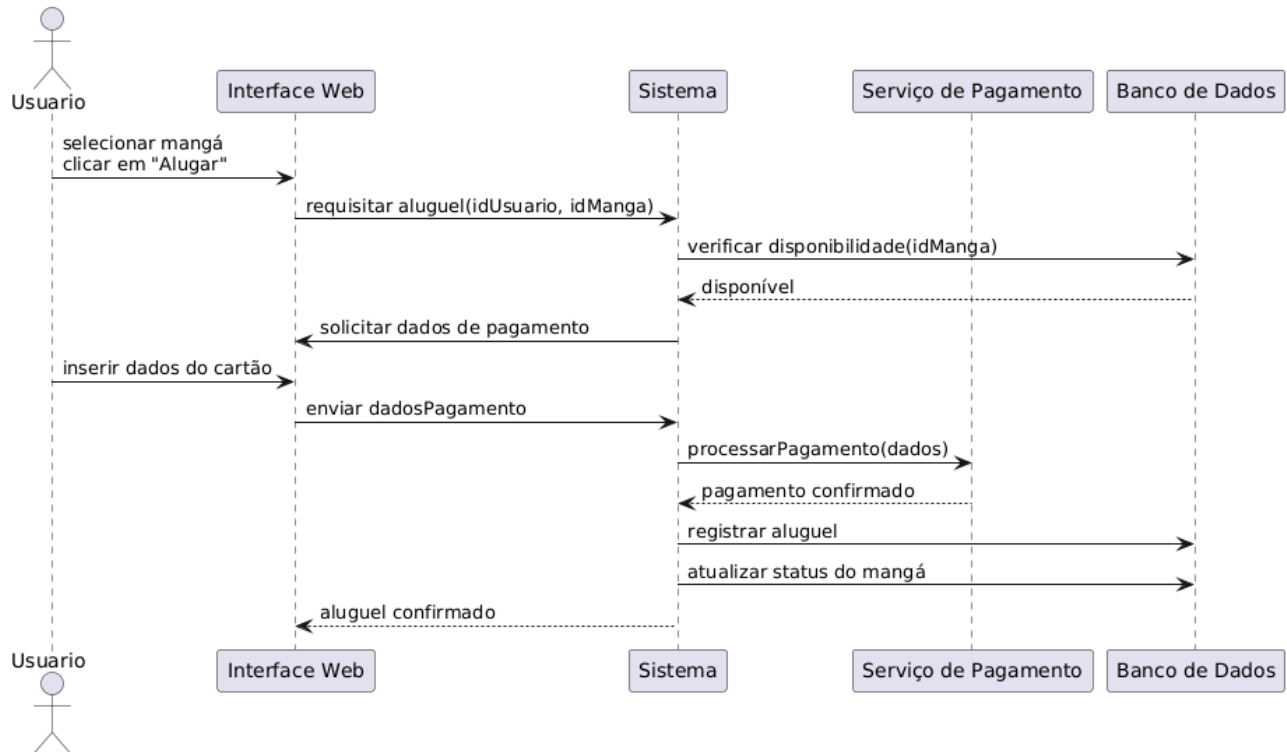 Usuario
Interface Web
Sistema
Serviço de Pagamento
Banco de Dados
selecionar mangá
clicar em "Alugar"
requisitar aluguel(idUsuario, idManga)
verificar disponibilidade(idManga)
disponível
solicitar dados de pagamento
inserir dados do cartão
enviar dadosPagamento
processarPagamento(dados)
pagamento confirmado
registrar aluguel
atualizar status do mangá
aluguel confirmado
Usuario
Interface Web
Sistema
Serviço de Pagamento
Banco de Dados